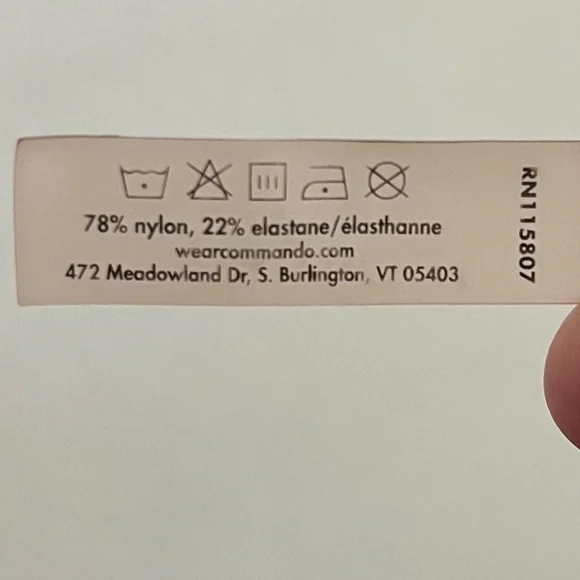 78% nylon, 22% elastane/élasthanne
wearcommando.com
472 Meadowland Dr, S. Burlington, VT 05403
RN115807